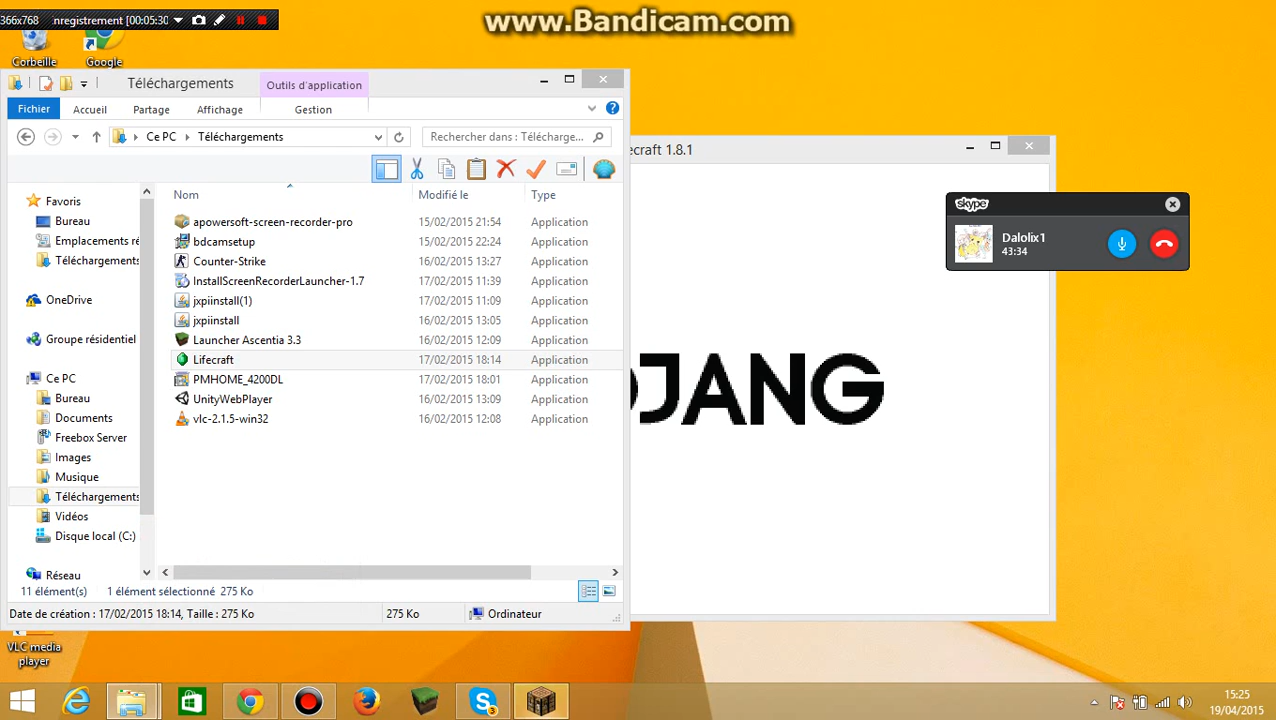 366x768
nregistrement [00:05:30]
www.Bandicam.com
Corbeille
Google
Téléchargements
Outils d'application
Fichier
Accueil
Partage
Affichage
Gestion
Ce PC
Téléchargements
Rechercher dans : Télécharge...
Nom
Modifié le
Type
Favoris
Bureau
Emplacements ré
Téléchargements
OneDrive
Groupe résidentiel
Ce PC
Bureau
Documents
Freebox Server
Images
Musique
Téléchargements
Vidéos
Disque local (C:)
Réseau
apowersoft-screen-recorder-pro 15/02/2015 21:54 Application
bdcamsetup 15/02/2015 22:24 Application
Counter-Strike 16/02/2015 13:27 Application
InstallScreenRecorderLauncher-1.7 17/02/2015 11:39 Application
jxpiinstall(1) 17/02/2015 11:09 Application
jxpiinstall 16/02/2015 13:05 Application
Launcher Ascentia 3.3 16/02/2015 12:09 Application
Lifecraft 17/02/2015 18:14 Application
PMHOME_4200DL 17/02/2015 18:01 Application
UnityWebPlayer 16/02/2015 13:09 Application
vlc-2.1.5-win32 16/02/2015 12:08 Application
11 élément(s) 1 élément sélectionné 275 Ko
Date de création : 17/02/2015 18:14, Taille : 275 Ko
275 Ko
Ordinateur
ecraft 1.8.1
OJANG
skype
Dalolix1
43:34
VLC media
player
3
15:25
19/04/2015